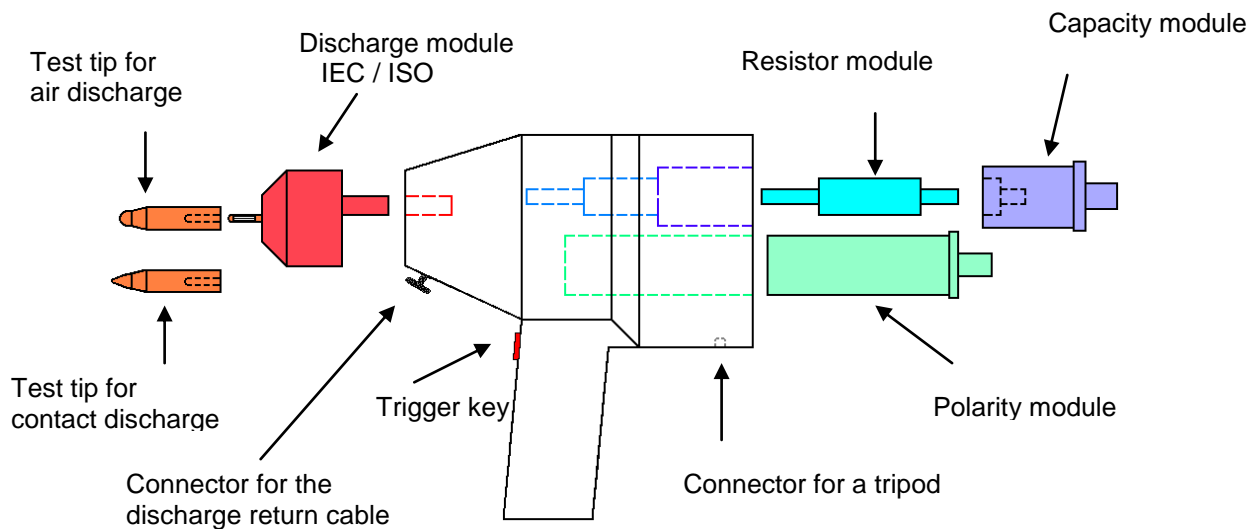 Capacity module
Discharge module
IEC / ISO
Test tip for
air discharge
Resistor module
Test tip for
contact discharge
Trigger key
Polarity module
Connector for the
discharge return cable
Connector for a tripod